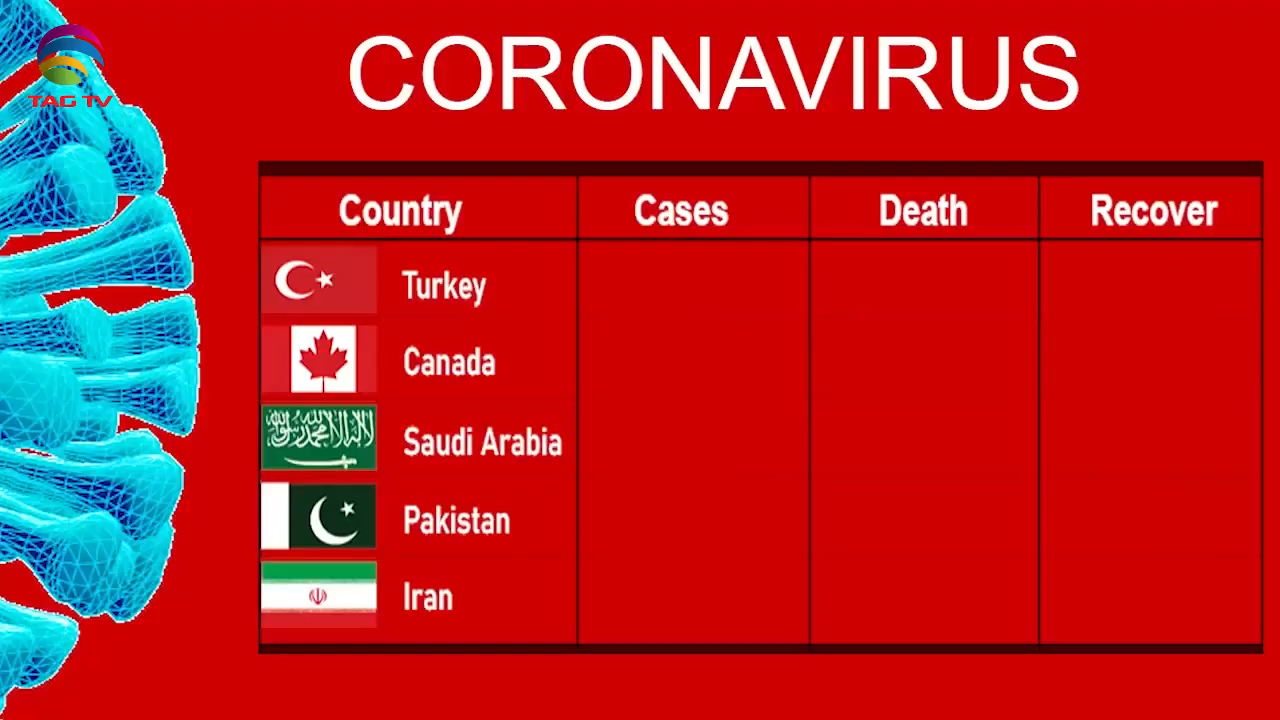 TAG TV
CORONAVIRUS
Country Cases Death Recover
Turkey
Canada
Saudi Arabia
Pakistan
Iran